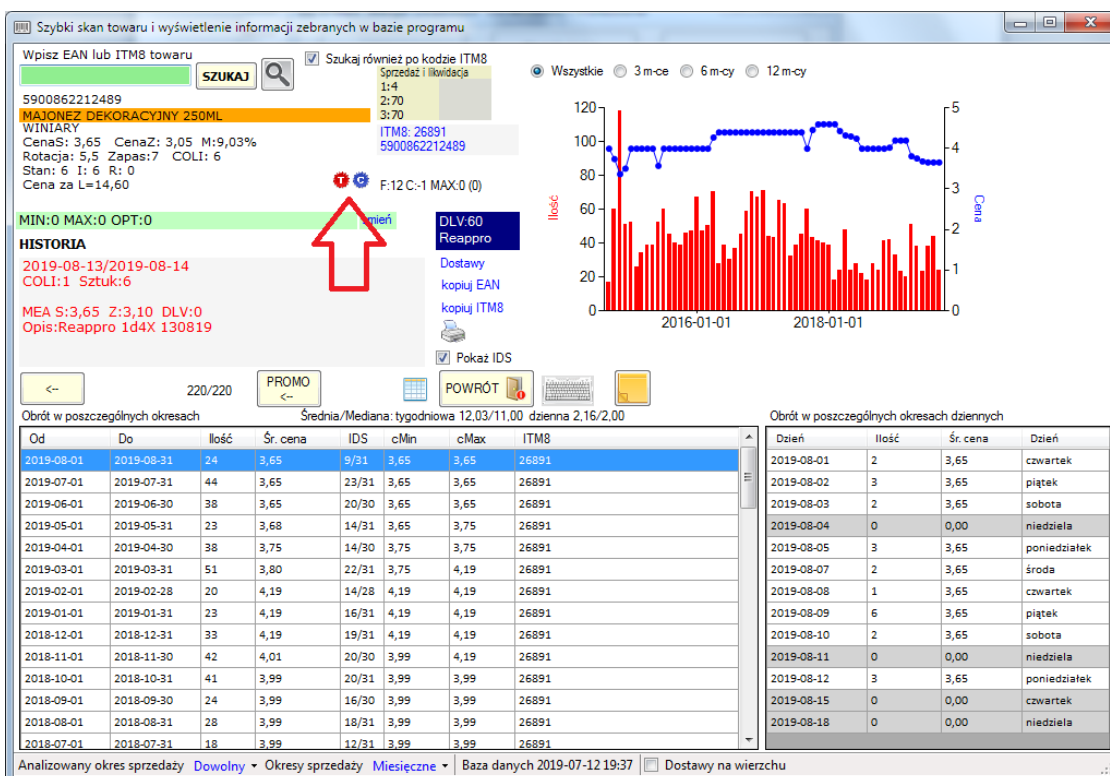 Szybki skan towaru i wyświetlenie informacji zebranych w bazie programu
Wpisz EAN lub ITM8 towaru
SZUKAJ
Szukaj również po kodzie ITM8
Sprzedaż i likwidacja
1:4
2:70
3:70
ITM8: 26891
5900862212489
5900862212489
MAJONEZ DEKORACYJNY 250ML
WINIARY
CenaS: 3,65 CenaZ: 3,05 M:9,03%
Rotacja: 5,5 Zapas:7 COLI: 6
Stan: 6 I: 6 R: 0
Cena za L=14,60
T C
F:12 C:-1 MAX:0 (0)
MIN:0 MAX:0 OPT:0
HISTORIA
2019-08-13/2019-08-14
COLI:1 Sztuk:6
MEA S:3,65 Z:3,10 DLV:0
Opis:Reappro 1d4X 130819
DLV:60
Reappro
Dostawy
kopiuj EAN
kopiuj ITM8
Pokaż IDS
Wszystkie 3 m-ce 6 m-cy 12 m-cy
120
100
80
60
40
20
0
Ilość
5
4
3
2
1
0
Cena
2016-01-01 2018-01-01
<-- 220/220 PROMO
<--
POWRÓT
Obrót w poszczególnych okresach Średnia/Mediana: tygodniowa 12,03/11,00 dzienna 2,16/2,00
Od Do Ilość Śr. cena IDS cMin cMax ITM8
2019-08-01 2019-08-31 24 3,65 9/31 3,65 3,65 26891
2019-07-01 2019-07-31 44 3,65 23/31 3,65 3,65 26891
2019-06-01 2019-06-30 38 3,65 20/30 3,65 3,65 26891
2019-05-01 2019-05-31 23 3,68 14/31 3,65 3,75 26891
2019-04-01 2019-04-30 38 3,75 14/30 3,75 3,75 26891
2019-03-01 2019-03-31 51 3,80 22/31 3,75 4,19 26891
2019-02-01 2019-02-28 20 4,19 14/28 4,19 4,19 26891
2019-01-01 2019-01-31 23 4,19 16/31 4,19 4,19 26891
2018-12-01 2018-12-31 33 4,19 19/31 4,19 4,19 26891
2018-11-01 2018-11-30 42 4,01 20/30 3,99 4,19 26891
2018-10-01 2018-10-31 41 3,99 20/31 3,99 3,99 26891
2018-09-01 2018-09-30 24 3,99 16/30 3,99 3,99 26891
2018-08-01 2018-08-31 28 3,99 18/31 3,99 3,99 26891
2018-07-01 2018-07-31 18 3,99 12/31 3,99 3,99 26891
Obrót w poszczególnych okresach dziennych
Dzień Ilość Śr. cena Dzień
2019-08-01 2 3,65 czwartek
2019-08-02 3 3,65 piątek
2019-08-03 2 3,65 sobota
2019-08-04 0 0,00 niedziela
2019-08-05 3 3,65 poniedziałek
2019-08-07 2 3,65 środa
2019-08-08 1 3,65 czwartek
2019-08-09 6 3,65 piątek
2019-08-10 2 3,65 sobota
2019-08-11 0 0,00 niedziela
2019-08-12 3 3,65 poniedziałek
2019-08-15 0 0,00 czwartek
2019-08-18 0 0,00 niedziela
Analizowany okres sprzedaży Dowolny Okresy sprzedaży Miesięczne Baza danych 2019-07-12 19:37 Dostawy na wierzchu